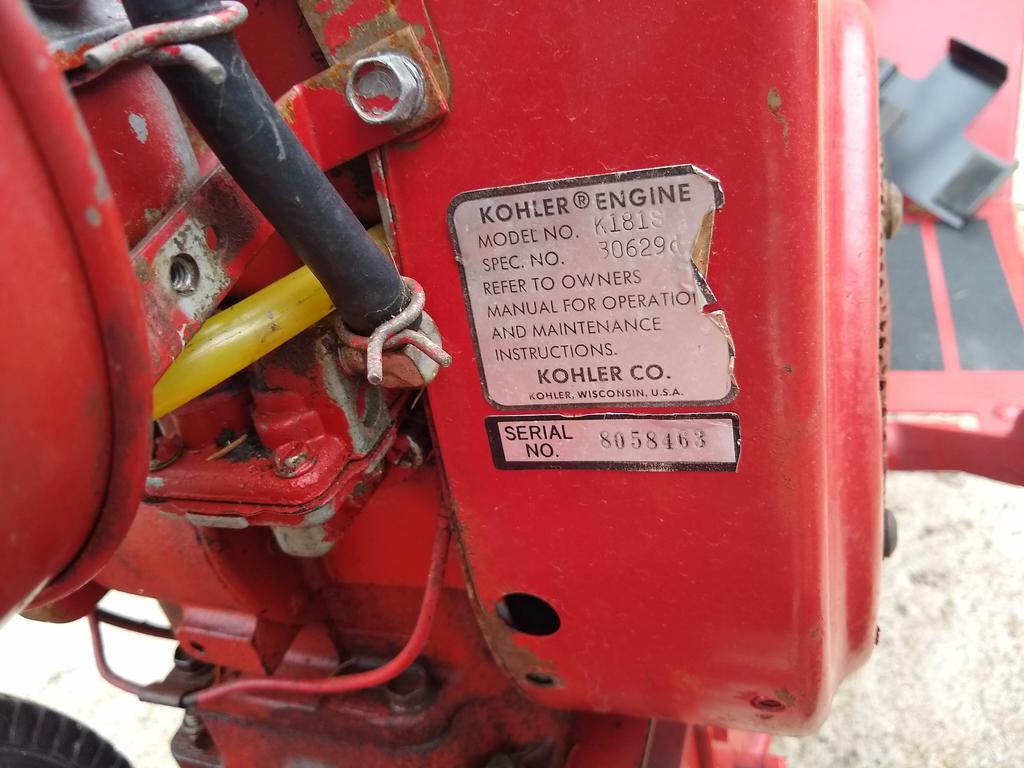 KOHLER® ENGINE
MODEL NO. K181S
SPEC. NO.
REFER TO OWNERS
MANUAL FOR OPERATIO
AND MAINTENANCE
INSTRUCTIONS.
KOHLER CO.
KOHLER, WISCONSIN, U.S.A.
SERIAL
NO. 8058463